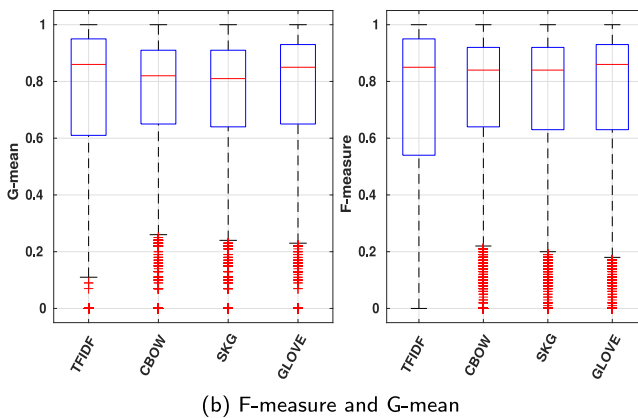 1
0.8
0.6
0.4
0.2
0
G-mean
TFIDF
CBOW
SKG
GLOVE
1
0.8
0.6
0.4
0.2
0
F-measure
TFIDF
CBOW
SKG
GLOVE
(b) F-measure and G-mean